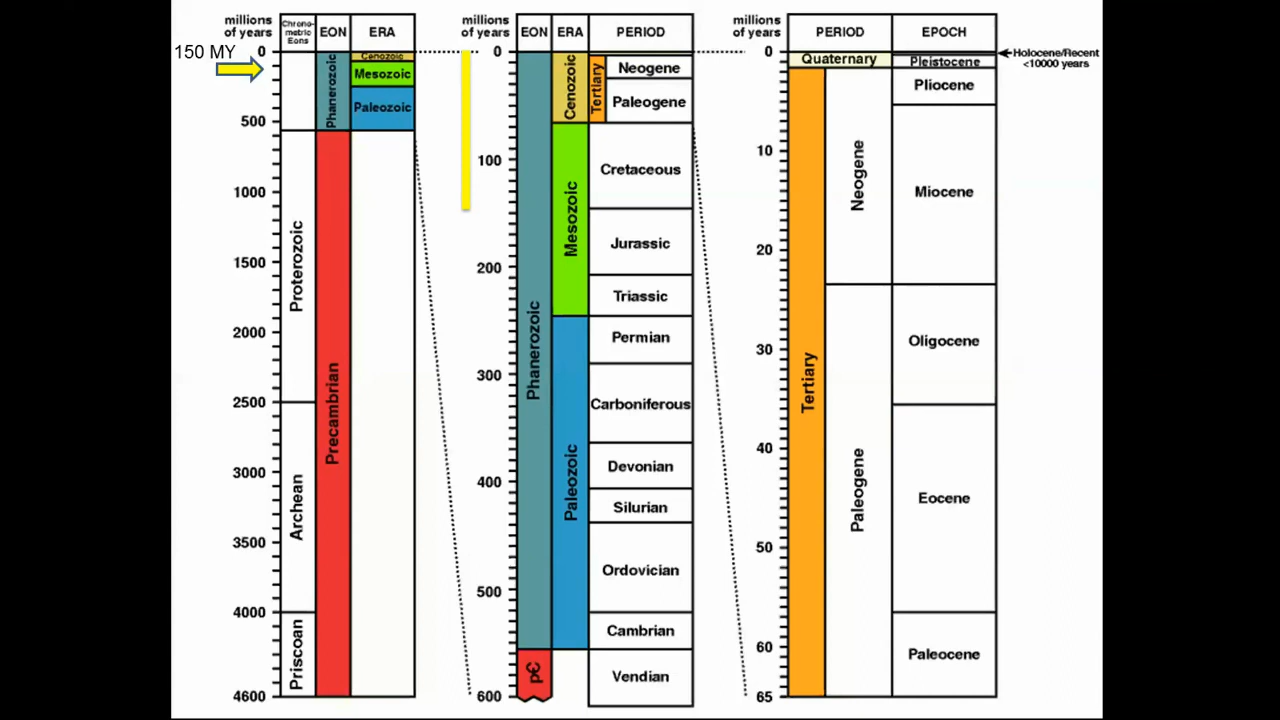 150 MY
millions
of years
Chrono-
metric
Eons
EON
ERA
0
500
1000
1500
2000
2500
3000
3500
4000
4600
Proterozoic
Archean
Priscoan
Phanerozoic
Precambrian
Cenozoic
Mesozoic
Paleozoic
millions
of years
EON
ERA
PERIOD
0
100
200
300
400
500
600
Phanerozoic
p€
Cenozoic
Mesozoic
Paleozoic
Tertiary
Neogene
Paleogene
Cretaceous
Jurassic
Triassic
Permian
Carboniferous
Devonian
Silurian
Ordovician
Cambrian
Vendian
millions
of years
PERIOD
EPOCH
0
10
20
30
40
50
60
65
Quaternary
Tertiary
Neogene
Paleogene
Pleistocene
Pliocene
Miocene
Oligocene
Eocene
Paleocene
Holocene/Recent
<10000 years